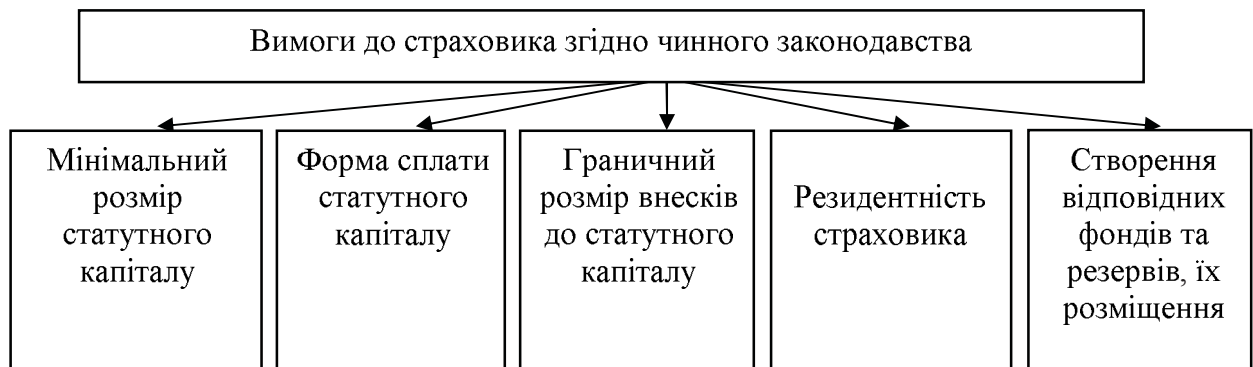 Вимоги до страховика згідно чинного законодавства
Мінімальний
розмір
статутного
капіталу
Форма сплати
статутного
капіталу
Граничний
розмір внесків
до статутного
капіталу
Резидентність
страховика
Створення
відповідних
фондів та
резервів, їх
розміщення